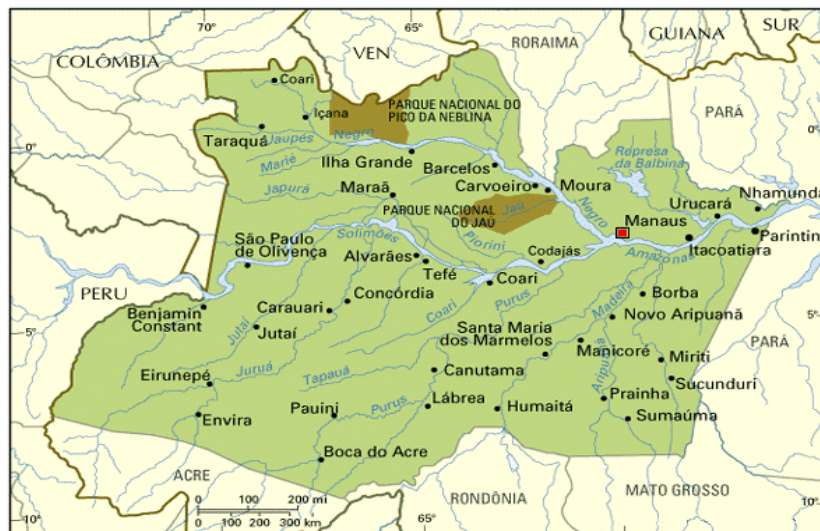 70°
65°
SUR
GUIANA
VEN
RORAIMA
COLÔMBIA
Coari
PARQUE NACIONAL DO
PICO DA NEBLINA
PARÁ
Içana
Taraquá
Uaupés
Negro
0°
0°
Ilha Grande
Represa
da Balbina
Marié
Barcelos
Japurá
Maraã
Carvoeiro
Moura
Nhamunda
Urucará
PARQUE NACIONAL
DO JAÚ
Jaú
Negro
Manaus
Solimões
Parintin
São Paulo
de Olivença
Piorini
Itacoatiara
Alvarães
Codajás
Amazonas
Tefé
Coari
PERU
Concórdia
Purus
Madeira
Borba
Benjamin
Constant
Carauari
Coari
Novo Aripuanã
5°
5°
Jutaí
Jutaí
Santa Maria
dos Marmelos
PARÁ
Manicoré
Miriti
Juruá
Eirunepé
Tapauá
Canutama
Aripuanã
Sucunduri
Prainha
Pauini
Purus
Lábrea
Humaitá
Envira
Sumaúma
Boca do Acre
ACRE
RONDÔNIA
MATO GROSSO
0 100 200 mi
0 100 200 300 km
10°
65°
10°